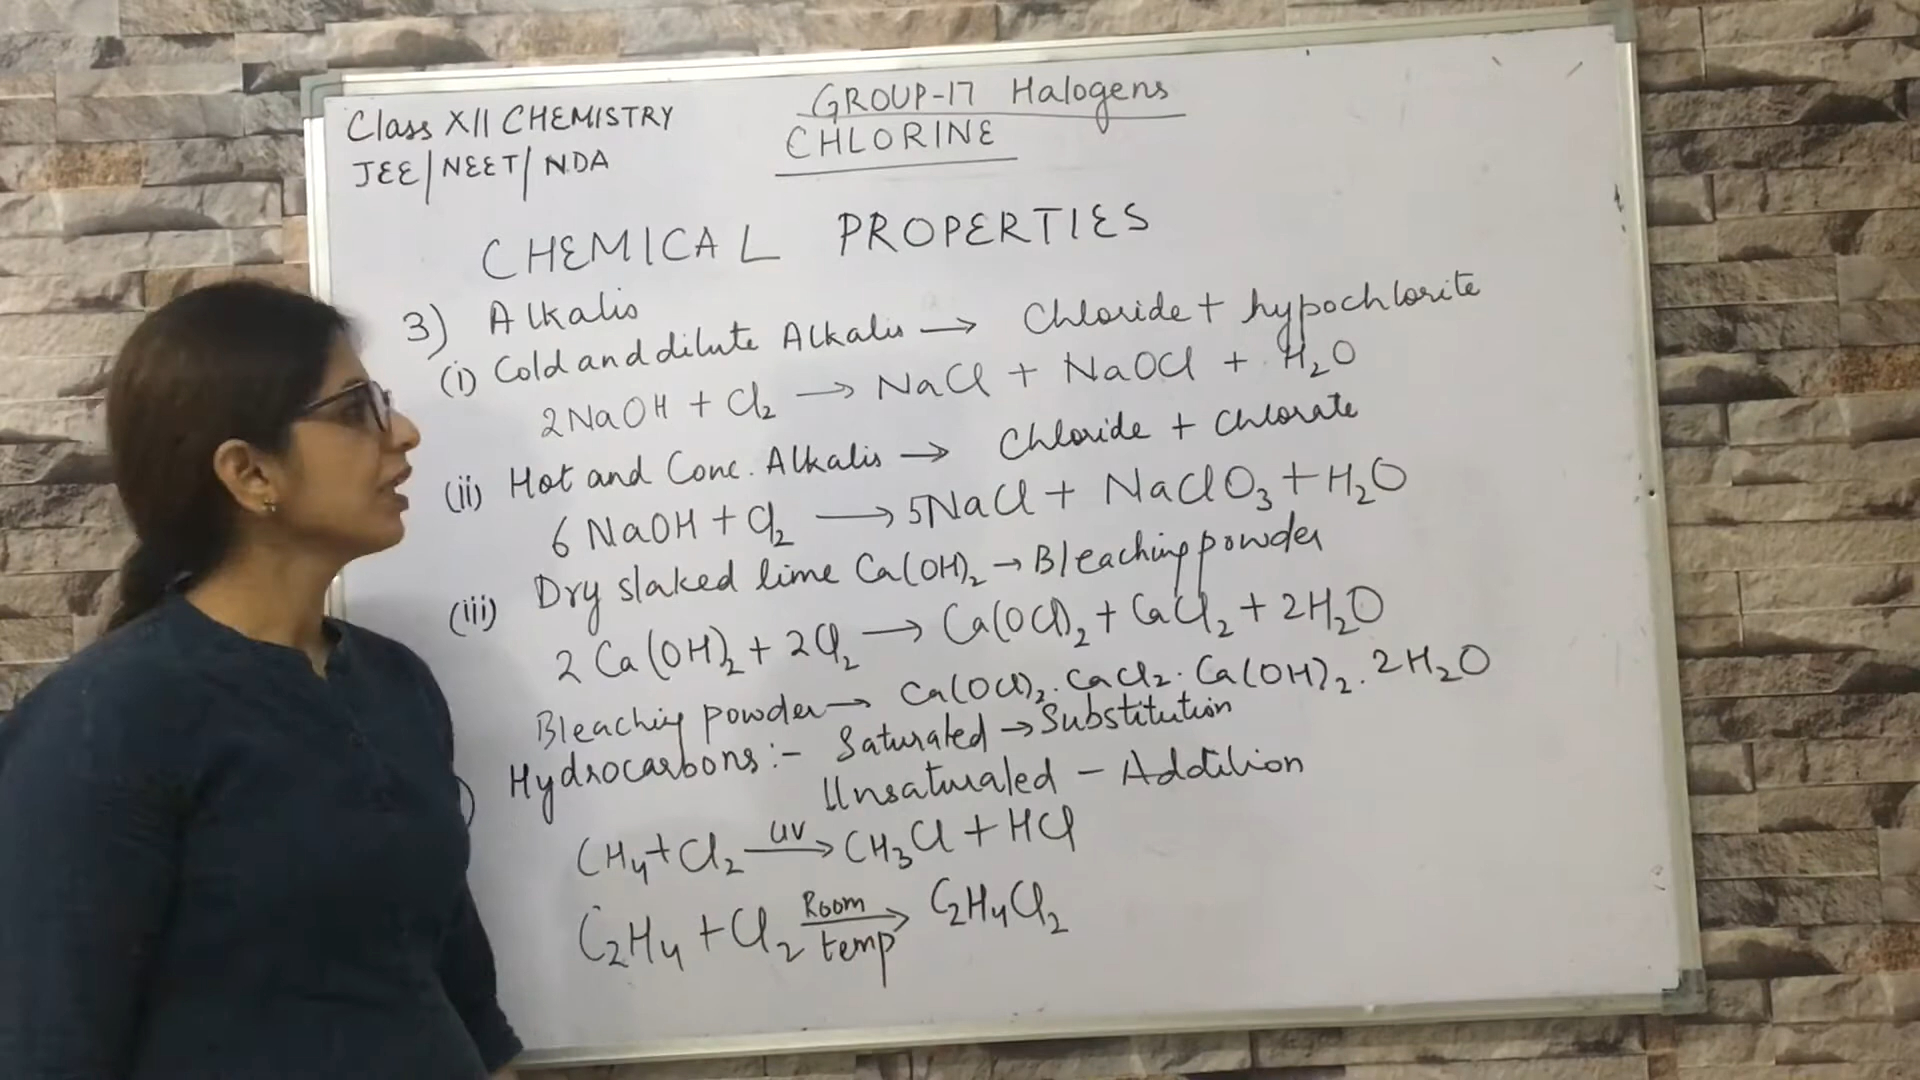 Class XII CHEMISTRY
JEE/NEET/NDA
GROUP-17 Halogens
CHLORINE
CHEMICAL PROPERTIES
3) Alkalis
(i) Cold and dilute Alkalis → Chloride + hypochlorite
2NaOH + Cl₂ → NaCl + NaOCl + H₂O
(ii) Hot and Conc. Alkalis → Chloride + Chlorate
6 NaOH + Cl₂ → 5NaCl + NaClO₃ + H₂O
(iii) Dry slaked lime Ca(OH)₂ → Bleaching powder
2 Ca(OH)₂ + 2Cl₂ → Ca(OCl)₂ + CaCl₂ + 2H₂O
Bleaching powder → Ca(OCl)₂. CaCl₂. Ca(OH)₂. 2H₂O
) Hydrocarbons:- Saturated → Substitution
Unsaturated - Addition
CH₄ + Cl₂ UV→ CH₃Cl + HCl
C₂H₄ + Cl₂ Room temp→ C₂H₄Cl₂